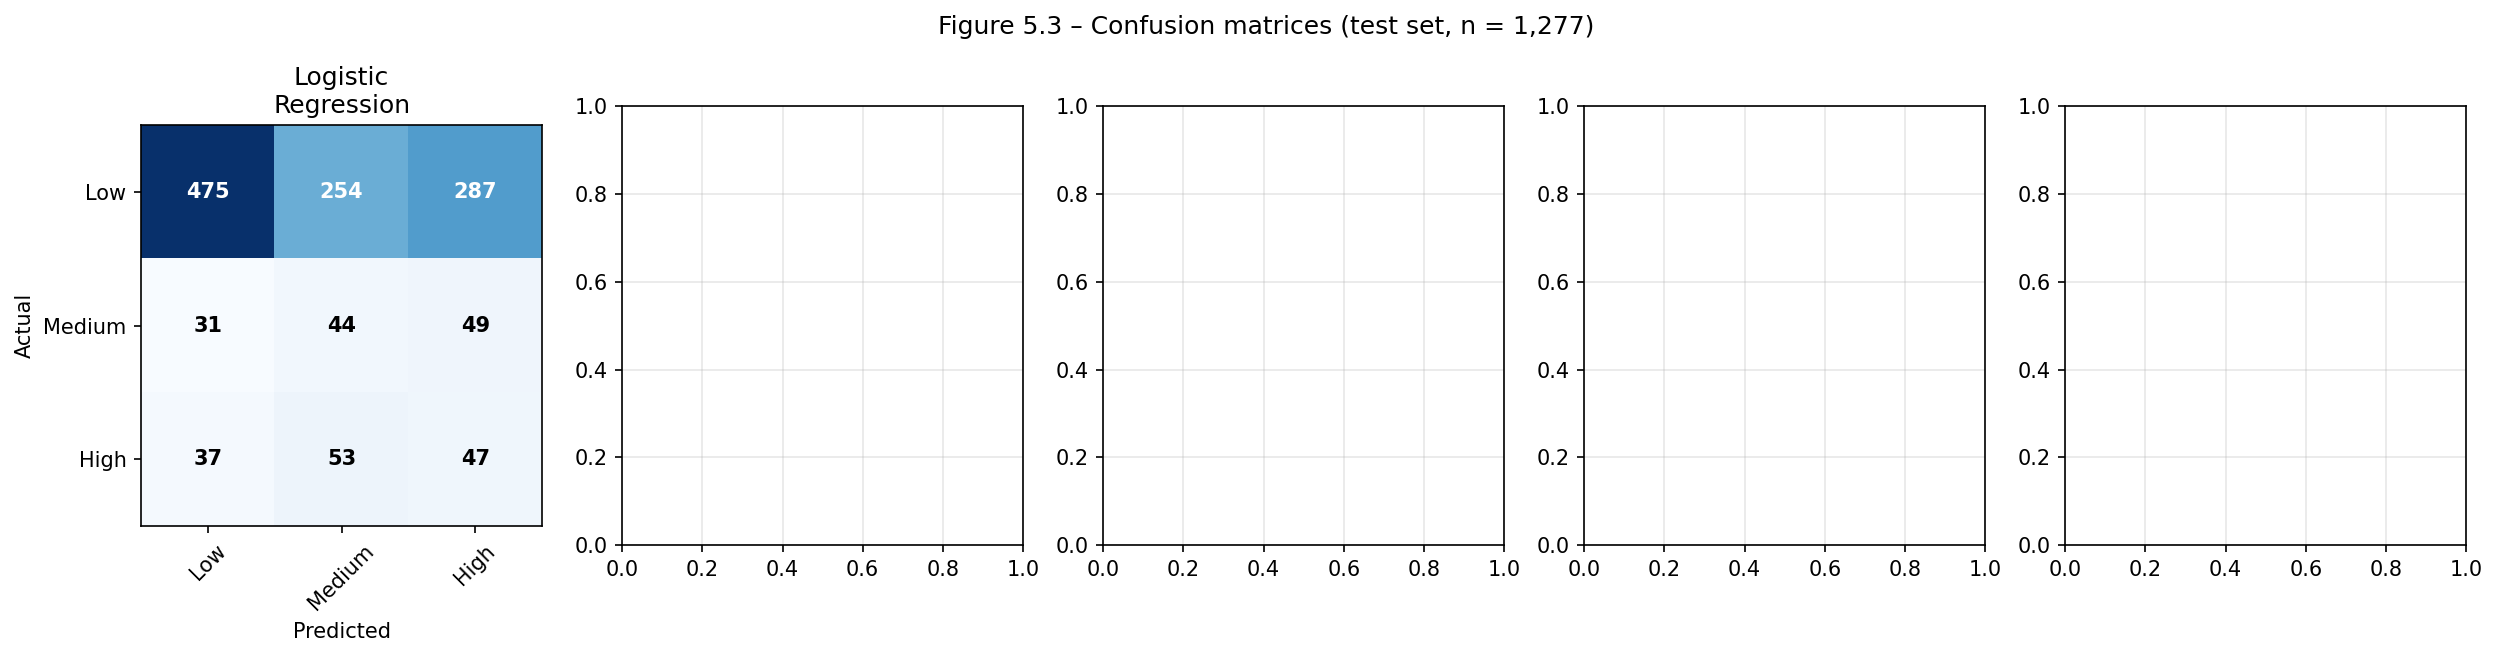 Figure 5.3 – Confusion matrices (test set, n = 1,277)
Logistic
Regression
Actual
Low 475 254 287
Medium 31 44 49
High 37 53 47
Low Medium High
Predicted
1.0
0.8
0.6
0.4
0.2
0.0
0.0 0.2 0.4 0.6 0.8 1.0
1.0
0.8
0.6
0.4
0.2
0.0
0.0 0.2 0.4 0.6 0.8 1.0
1.0
0.8
0.6
0.4
0.2
0.0
0.0 0.2 0.4 0.6 0.8 1.0
1.0
0.8
0.6
0.4
0.2
0.0
0.0 0.2 0.4 0.6 0.8 1.0